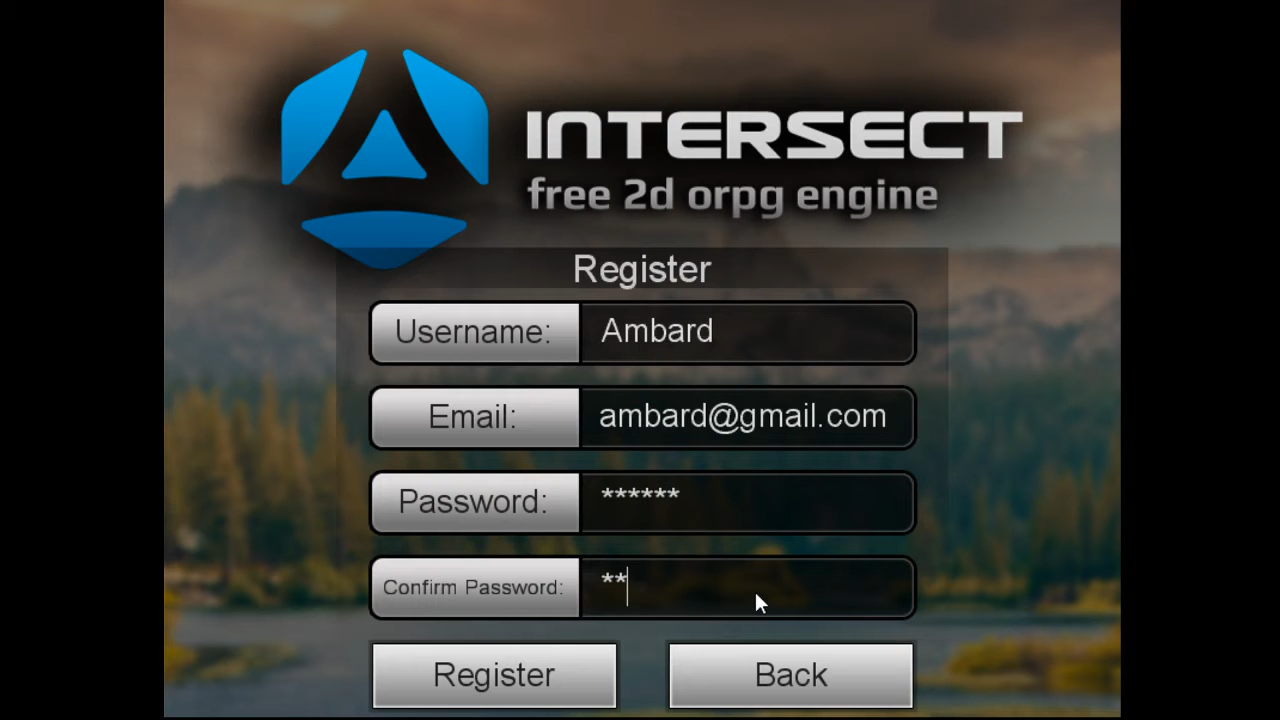 INTERSECT
free 2d orpg engine
Register
Username: Ambard
Email: ambard@gmail.com
Password: ******
Confirm Password: **
Register Back